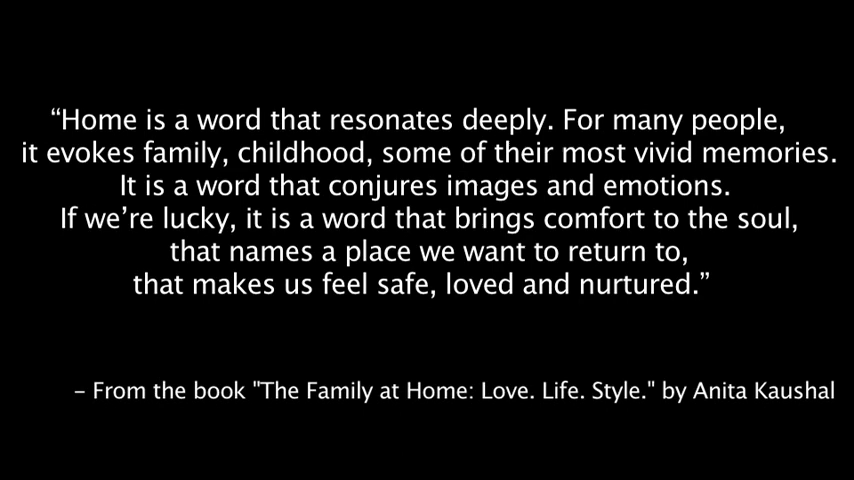 “Home is a word that resonates deeply. For many people,
it evokes family, childhood, some of their most vivid memories.
It is a word that conjures images and emotions.
If we’re lucky, it is a word that brings comfort to the soul,
that names a place we want to return to,
that makes us feel safe, loved and nurtured.”
– From the book "The Family at Home: Love. Life. Style." by Anita Kaushal